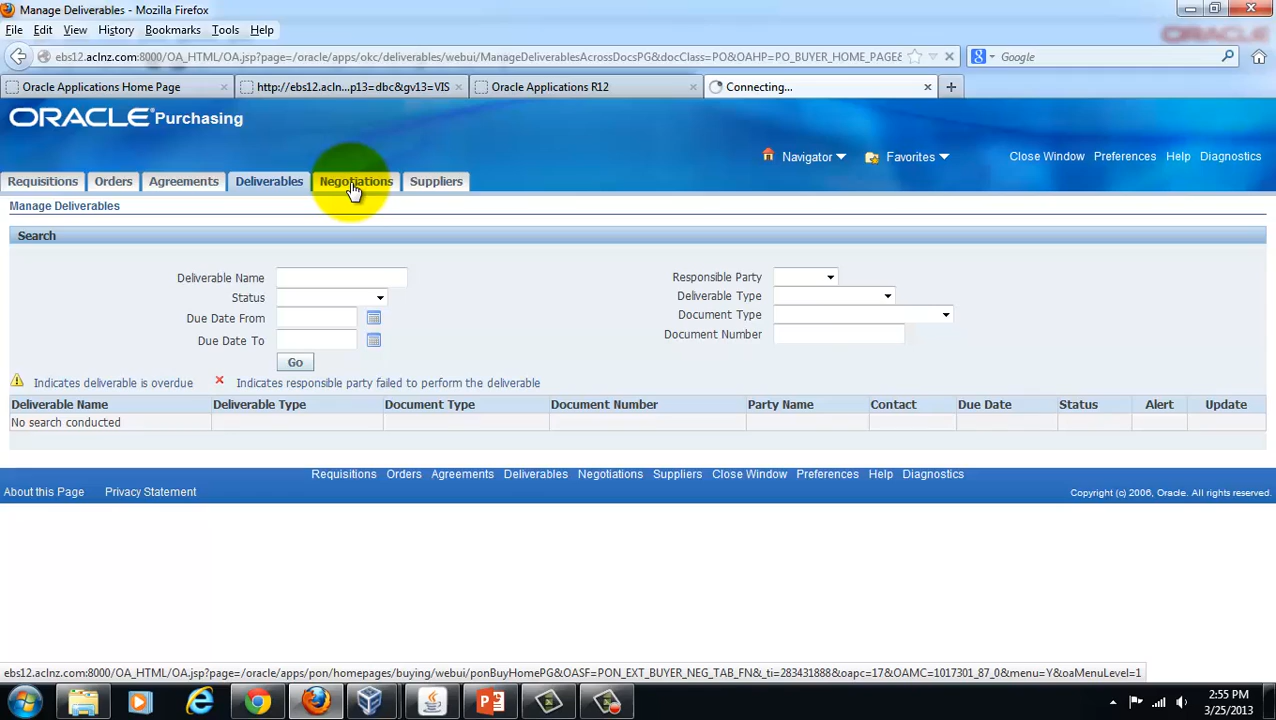 Manage Deliverables - Mozilla Firefox
File Edit View History Bookmarks Tools Help
ORACLE
ebs12.aclnz.com:8000/OA_HTML/OA.jsp?page=/oracle/apps/okc/deliverables/webui/ManageDeliverablesAcrossDocsPG&docClass=PO&OAHP=PO_BUYER_HOME_PAGE& Google
Oracle Applications Home Page http://ebs12.acln...p13=dbc&gv13=VIS Oracle Applications R12 Connecting...
ORACLE Purchasing
Navigator Favorites Close Window Preferences Help Diagnostics
Requisitions Orders Agreements Deliverables Negotiations Suppliers
Manage Deliverables
Search
Deliverable Name Responsible Party
Status Deliverable Type
Due Date From Document Type
Due Date To Document Number
Go
Indicates deliverable is overdue Indicates responsible party failed to perform the deliverable
Deliverable Name Deliverable Type Document Type Document Number Party Name Contact Due Date Status Alert Update
No search conducted
Requisitions Orders Agreements Deliverables Negotiations Suppliers Close Window Preferences Help Diagnostics
About this Page Privacy Statement Copyright (c) 2006, Oracle. All rights reserved.
ebs12.aclnz.com:8000/OA_HTML/OA.jsp?page=/oracle/apps/pon/homepages/buying/webui/ponBuyHomePG&OASF=PON_EXT_BUYER_NEG_TAB_FN&_ti=283431888&oapc=17&OAMC=1017301_87_0&menu=Y&oaMenuLevel=1
2:55 PM
3/25/2013